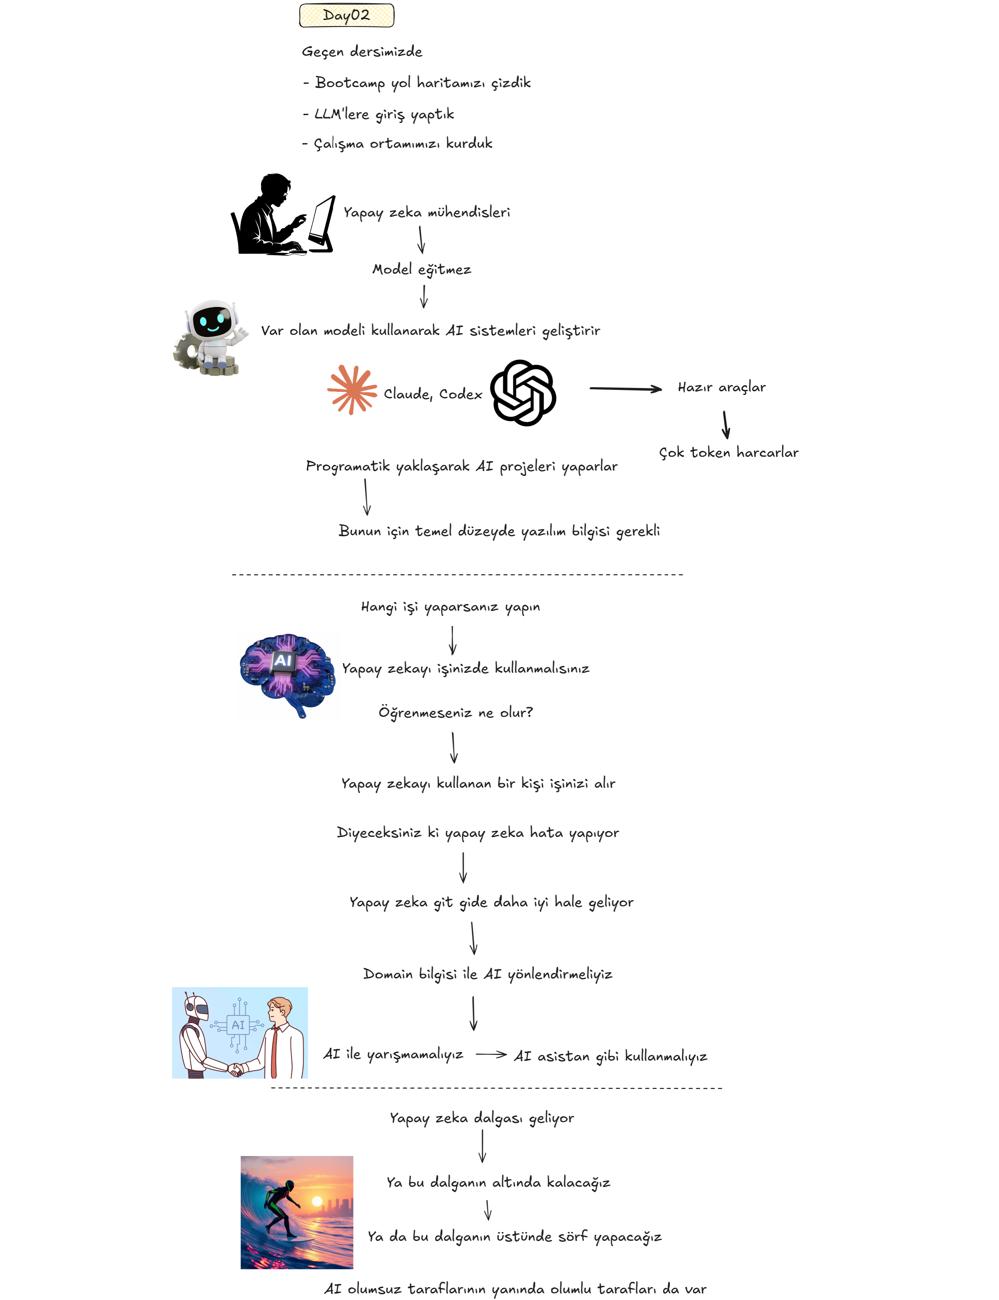 Day02
Geçen dersimizde
- Bootcamp yol haritamızı çizdik
- LLM'lere giriş yaptık
- Çalışma ortamımızı kurduk
Yapay zeka mühendisleri
Model eğitmez
Var olan modeli kullanarak AI sistemleri geliştirir
Claude, Codex
Hazır araçlar
Çok token harcarlar
Programatik yaklaşarak AI projeleri yaparlar
Bunun için temel düzeyde yazılım bilgisi gerekli
Hangi işi yaparsanız yapın
AI
Yapay zekayı işinizde kullanmalısınız
Öğrenmeseniz ne olur?
Yapay zekayı kullanan bir kişi işinizi alır
Diyeceksiniz ki yapay zeka hata yapıyor
Yapay zeka git gide daha iyi hale geliyor
Domain bilgisi ile AI yönlendirmeliyiz
AI
AI ile yarışmamalıyız
AI asistan gibi kullanmalıyız
Yapay zeka dalgası geliyor
Ya bu dalganın altında kalacağız
Ya da bu dalganın üstünde sörf yapacağız
AI olumsuz taraflarının yanında olumlu tarafları da var